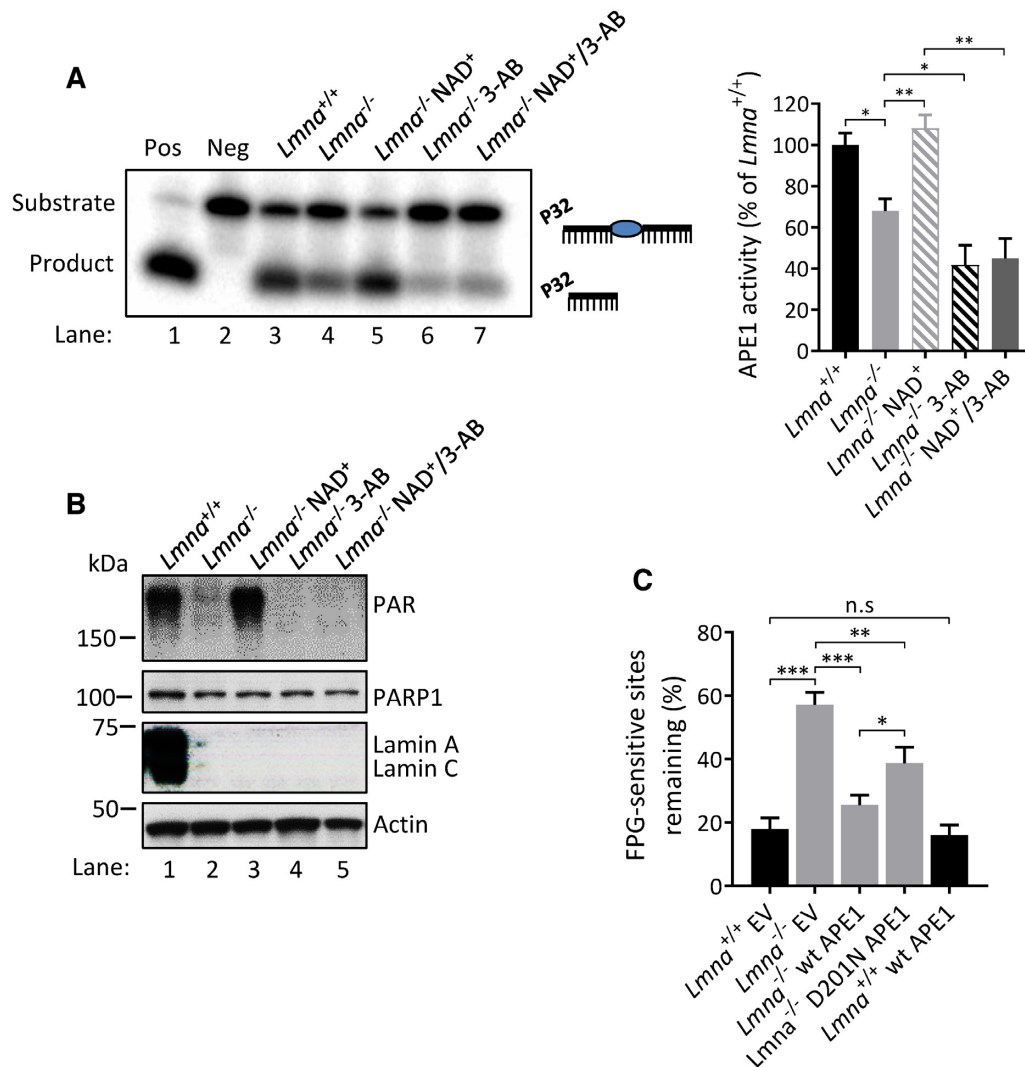 A
Pos Neg Lmna+/+ Lmna-/- Lmna-/- NAD+ Lmna-/- 3-AB Lmna-/- NAD+/3-AB
Substrate
Product
P32
P32
Lane: 1 2 3 4 5 6 7
APE1 activity (% of Lmna+/+)
120
100
80
60
40
20
0
* ** * **
Lmna+/+
Lmna-/-
Lmna-/- NAD+
Lmna-/- 3-AB
Lmna-/- NAD+/3-AB
B
kDa
Lmna+/+ Lmna-/- Lmna-/- NAD+ Lmna-/- 3-AB Lmna-/- NAD+/3-AB
PAR
150
100 PARP1
75
Lamin A
Lamin C
50
Actin
Lane: 1 2 3 4 5
C
n.s
**
*** ***
*
FPG-sensitive sites
remaining (%)
80
60
40
20
0
Lmna+/+ EV
Lmna-/- EV
Lmna-/- wt APE1
Lmna-/- D201N APE1
Lmna+/+ wt APE1